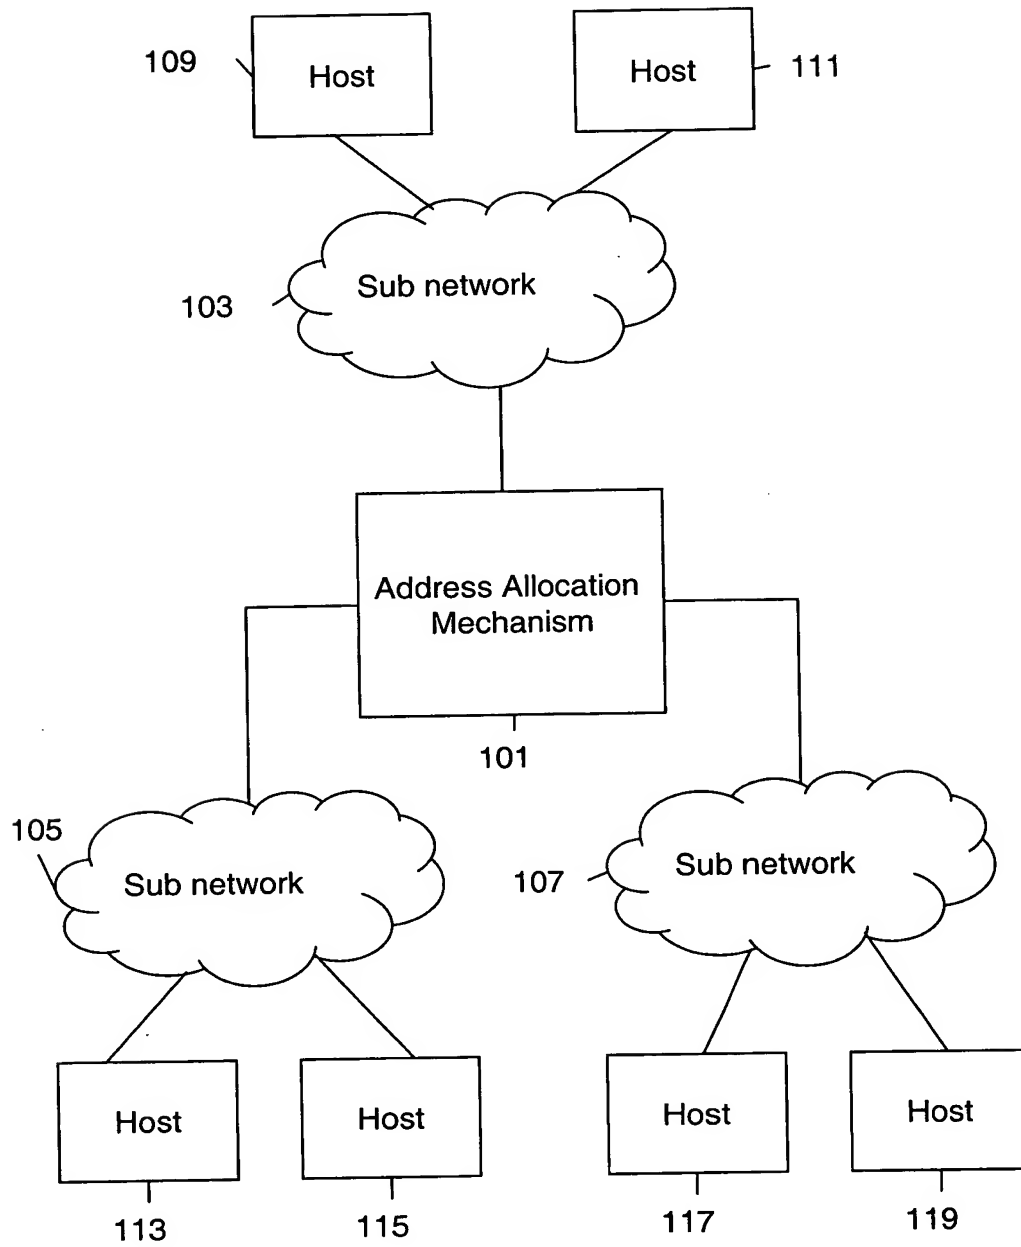 109
Host
Host
111
Sub network
103
Address Allocation
Mechanism
101
105
Sub network
107
Sub network
Host
Host
Host
Host
113
115
117
119